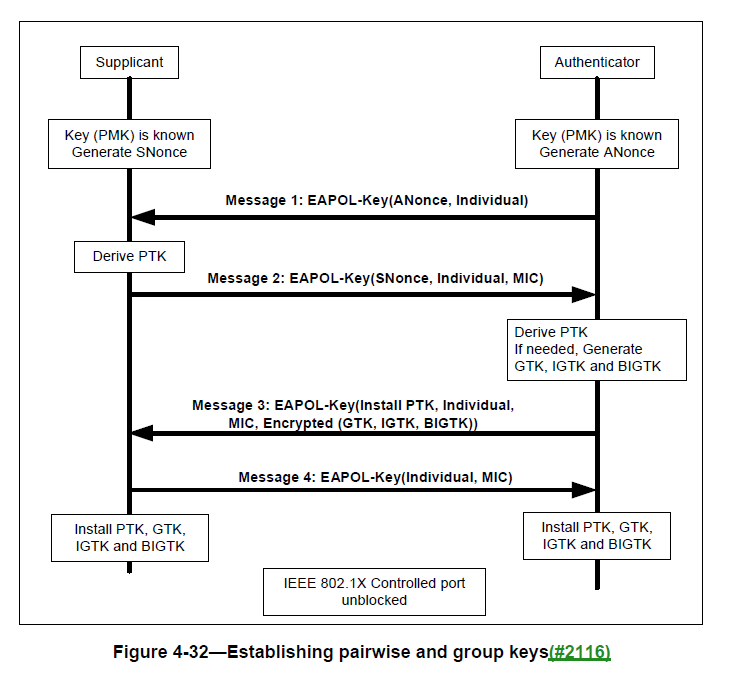 Supplicant
Authenticator
Key (PMK) is known
Generate SNonce
Key (PMK) is known
Generate ANonce
Message 1: EAPOL-Key(ANonce, Individual)
Derive PTK
Message 2: EAPOL-Key(SNonce, Individual, MIC)
Derive PTK
If needed, Generate
GTK, IGTK and BIGTK
Message 3: EAPOL-Key(Install PTK, Individual,
MIC, Encrypted (GTK, IGTK, BIGTK))
Message 4: EAPOL-Key(Individual, MIC)
Install PTK, GTK,
IGTK and BIGTK
Install PTK, GTK,
IGTK and BIGTK
IEEE 802.1X Controlled port
unblocked
Figure 4-32—Establishing pairwise and group keys(#2116)